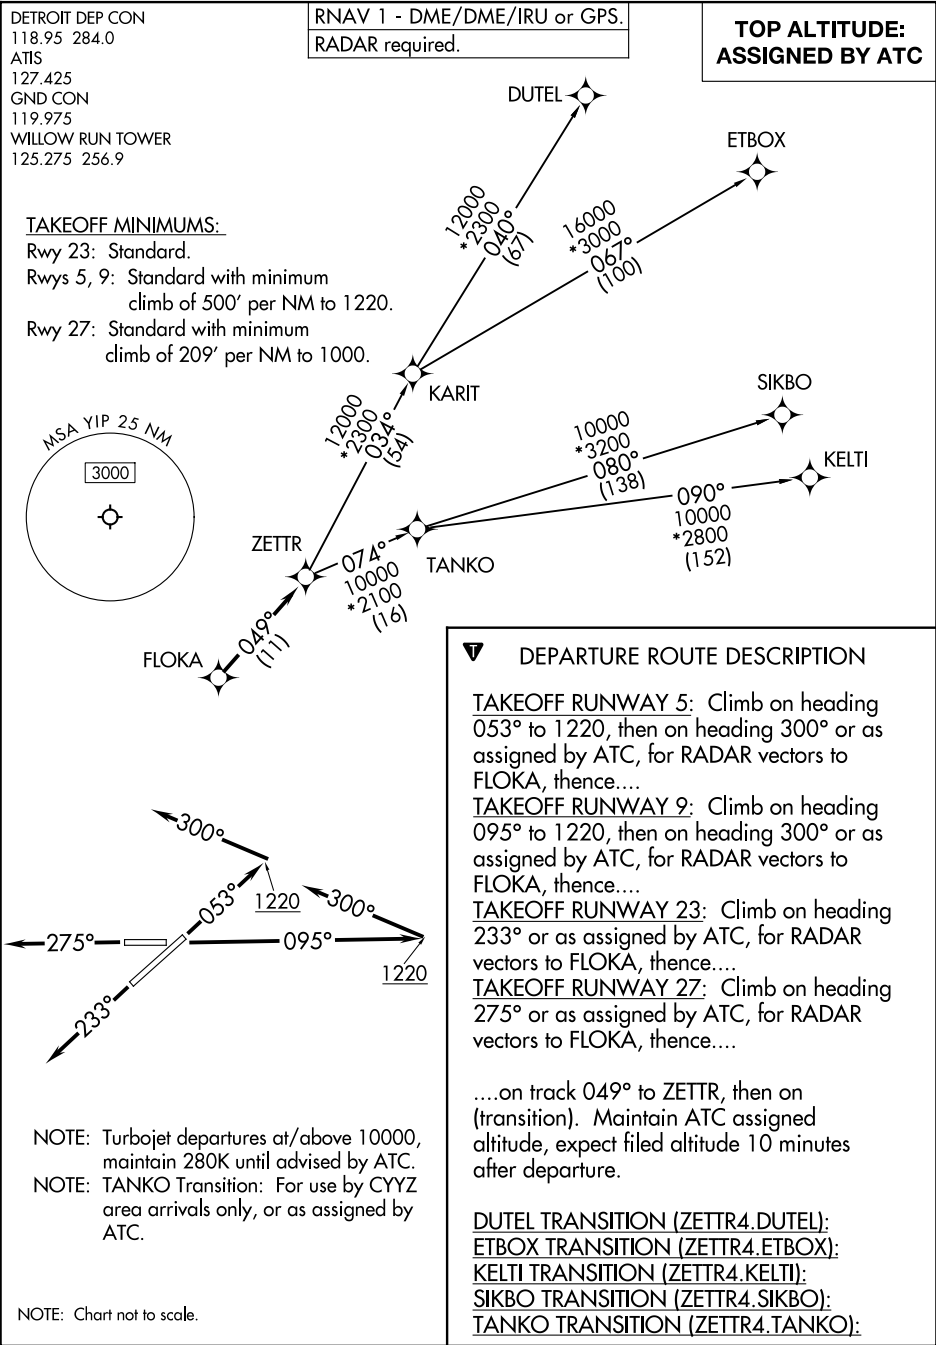 DETROIT DEP CON
118.95 284.0
ATIS
127.425
GND CON
119.975
WILLOW RUN TOWER
125.275 256.9
RNAV 1 - DME/DME/IRU or GPS.
RADAR required.
TOP ALTITUDE:
ASSIGNED BY ATC
TAKEOFF MINIMUMS:
Rwy 23: Standard.
Rwys 5, 9: Standard with minimum
climb of 500' per NM to 1220.
Rwy 27: Standard with minimum
climb of 209' per NM to 1000.
MSA YIP 25 NM
3000
DUTEL
ETBOX
12000
*2300
040°
(67)
16000
*3000
067°
(100)
KARIT
SIKBO
12000
*2300
034°
(54)
10000
*3200
080°
(138)
KELTI
090°
10000
*2800
(152)
ZETTR
074°
10000
*2100
(16)
TANKO
049°
(11)
FLOKA
300°
053°
1220
300°
275°
095°
1220
233°
T
DEPARTURE ROUTE DESCRIPTION
TAKEOFF RUNWAY 5: Climb on heading
053° to 1220, then on heading 300° or as
assigned by ATC, for RADAR vectors to
FLOKA, thence....
TAKEOFF RUNWAY 9: Climb on heading
095° to 1220, then on heading 300° or as
assigned by ATC, for RADAR vectors to
FLOKA, thence....
TAKEOFF RUNWAY 23: Climb on heading
233° or as assigned by ATC, for RADAR
vectors to FLOKA, thence....
TAKEOFF RUNWAY 27: Climb on heading
275° or as assigned by ATC, for RADAR
vectors to FLOKA, thence....
....on track 049° to ZETTR, then on
(transition). Maintain ATC assigned
altitude, expect filed altitude 10 minutes
after departure.
DUTEL TRANSITION (ZETTR4.DUTEL):
ETBOX TRANSITION (ZETTR4.ETBOX):
KELTI TRANSITION (ZETTR4.KELTI):
SIKBO TRANSITION (ZETTR4.SIKBO):
TANKO TRANSITION (ZETTR4.TANKO):
NOTE: Turbojet departures at/above 10000,
maintain 280K until advised by ATC.
NOTE: TANKO Transition: For use by CYYZ
area arrivals only, or as assigned by
ATC.
NOTE: Chart not to scale.